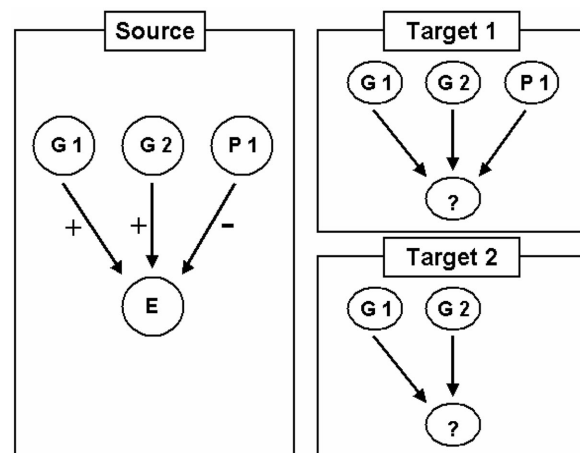 Source
G 1 G 2 P 1
+ + -
E
Target 1
G 1 G 2 P 1
?
Target 2
G 1 G 2
?